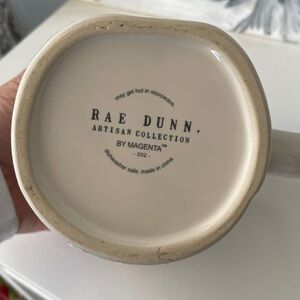 may get hot in microwave.
RAE DUNN.
ARTISAN COLLECTION
BY MAGENTA™
- 202 -
dishwasher safe. made in china.